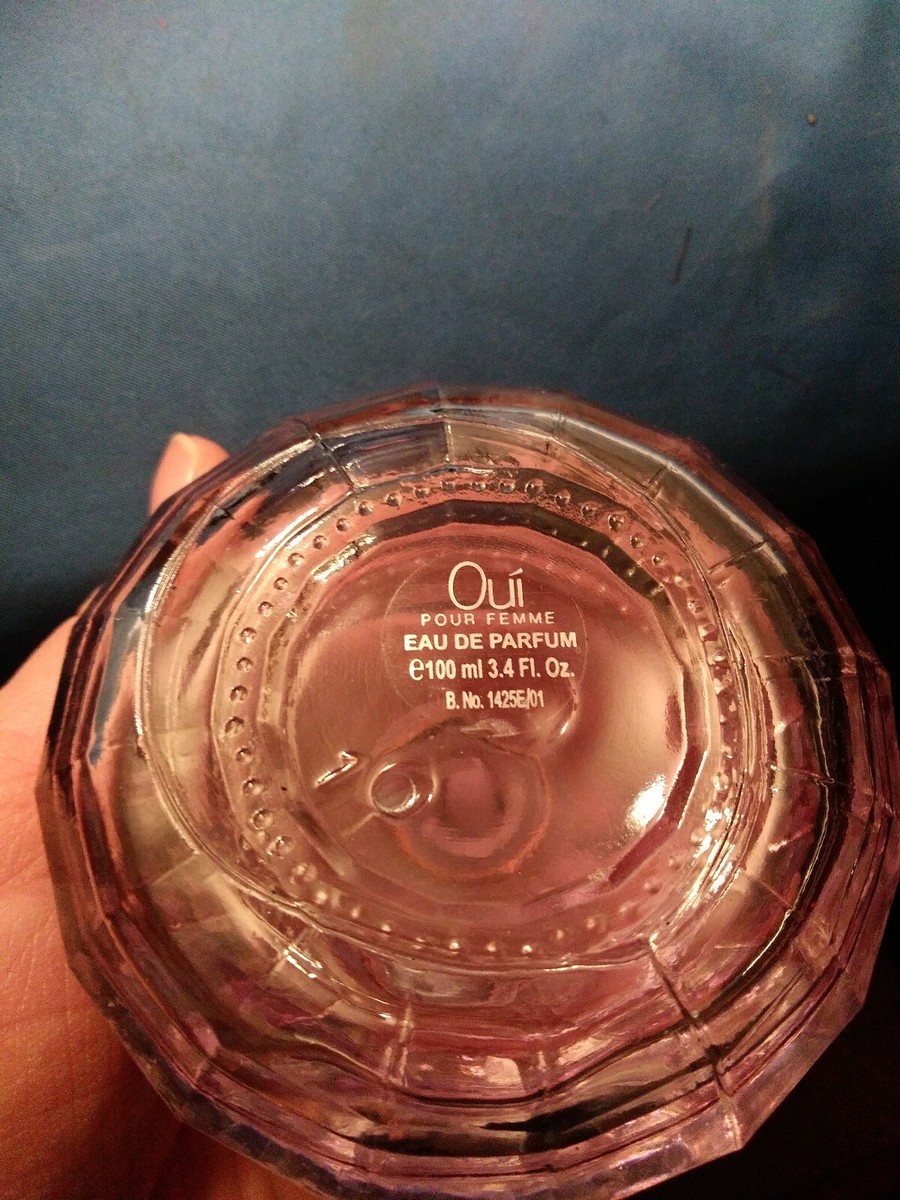 Ouí
POUR FEMME
EAU DE PARFUM
℮100 ml 3.4 Fl. Oz.
B. No. 1425E/01